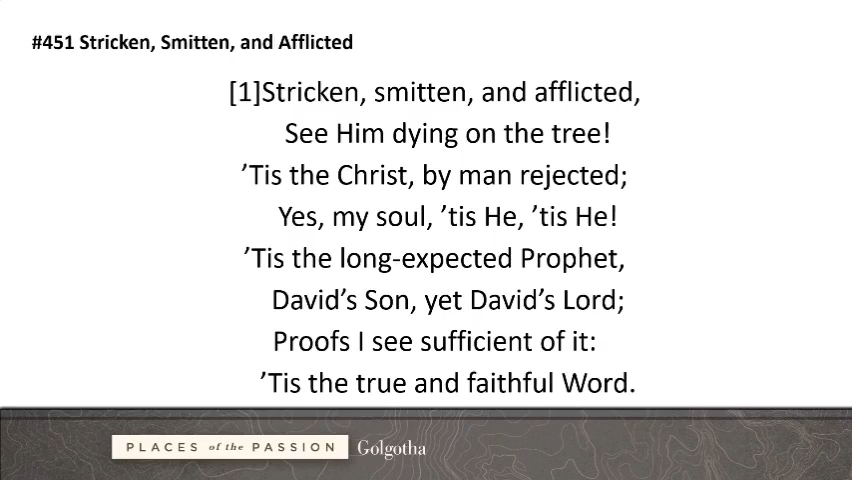 #451 Stricken, Smitten, and Afflicted
[1]Stricken, smitten, and afflicted,
See Him dying on the tree!
’Tis the Christ, by man rejected;
Yes, my soul, ’tis He, ’tis He!
’Tis the long-expected Prophet,
David’s Son, yet David’s Lord;
Proofs I see sufficient of it:
’Tis the true and faithful Word.
PLACES of the PASSION Golgotha